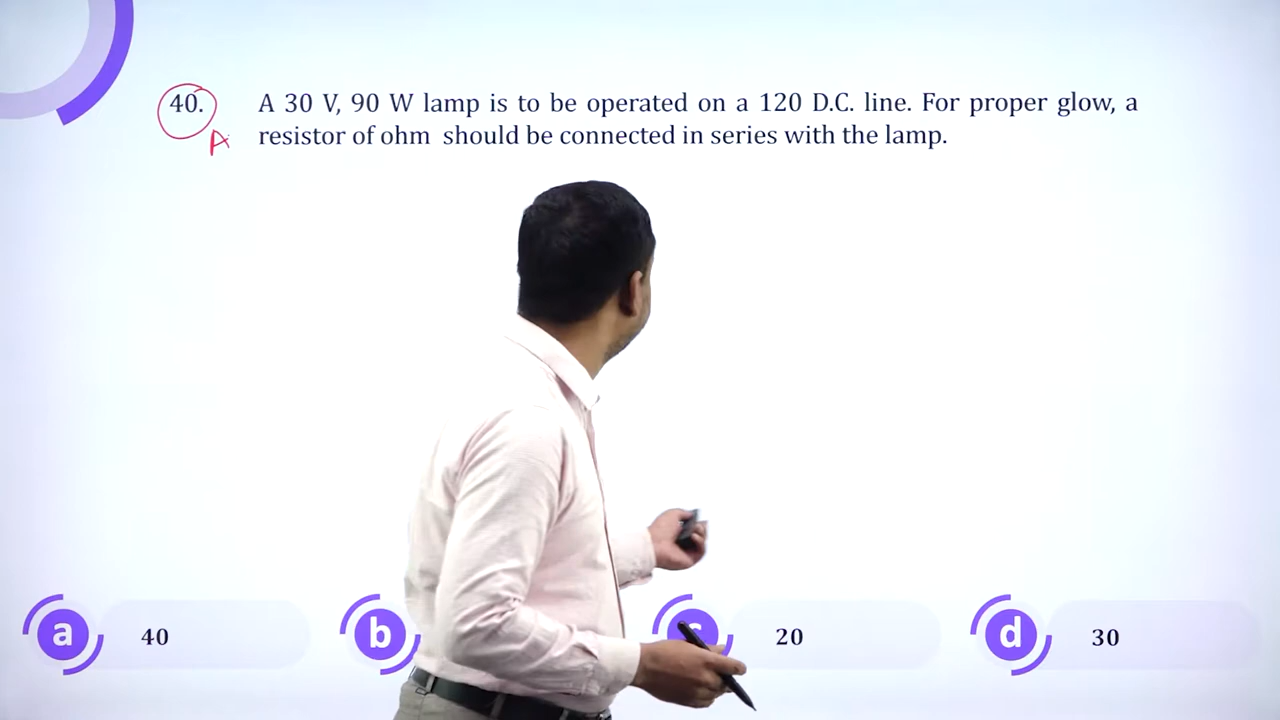 40. A 30 V, 90 W lamp is to be operated on a 120 D.C. line. For proper glow, a
A
resistor of ohm should be connected in series with the lamp.
a 40
b
c 20
d 30